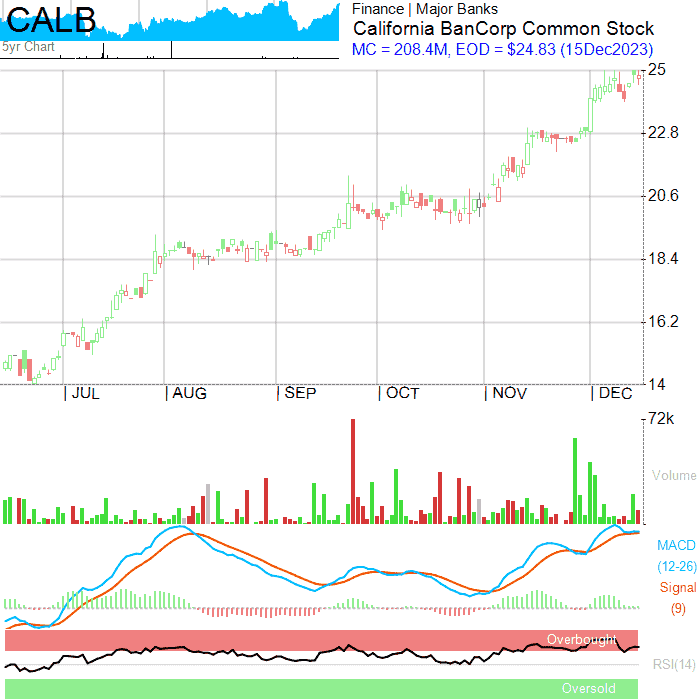 CALB
5yr Chart
Finance | Major Banks
California BanCorp Common Stock
MC = 208.4M, EOD = $24.83 (15Dec2023)
25
22.8
20.6
18.4
16.2
14
| JUL | AUG | SEP | OCT | NOV | DEC
72k
Volume
MACD
(12-26)
Signal
(9)
Overbought
RSI(14)
Oversold